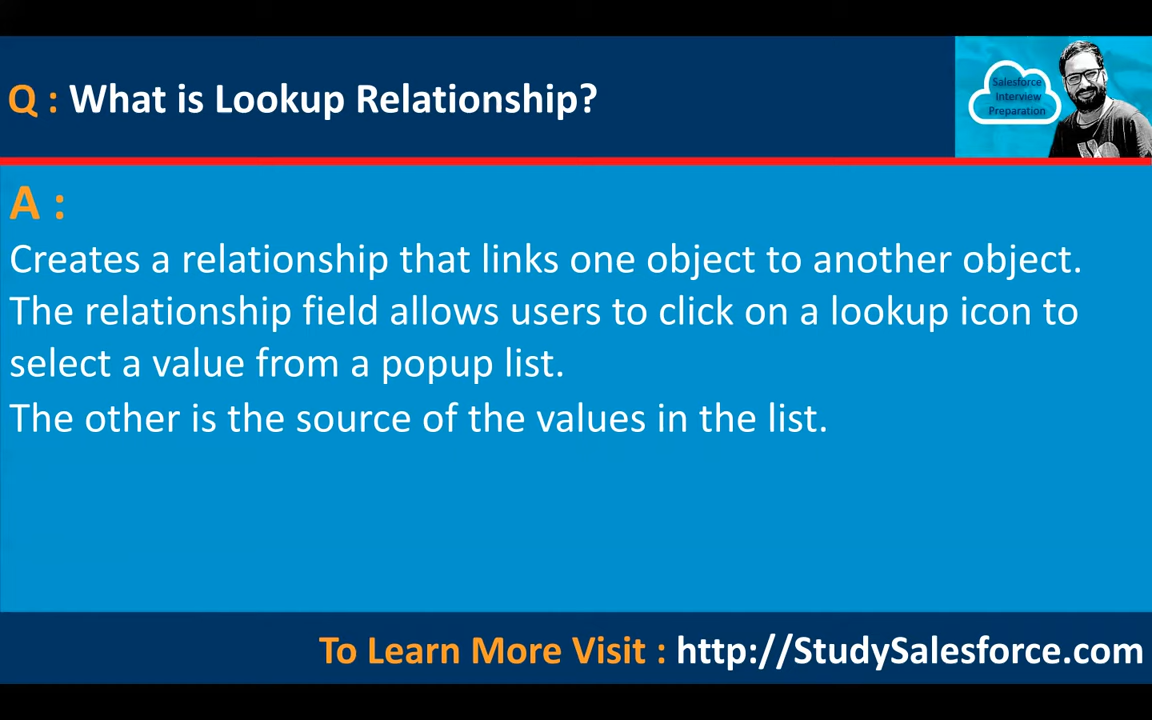 Q : What is Lookup Relationship?
Salesforce
Interview
Preparation
A :
Creates a relationship that links one object to another object.
The relationship field allows users to click on a lookup icon to
select a value from a popup list.
The other is the source of the values in the list.
To Learn More Visit : http://StudySalesforce.com